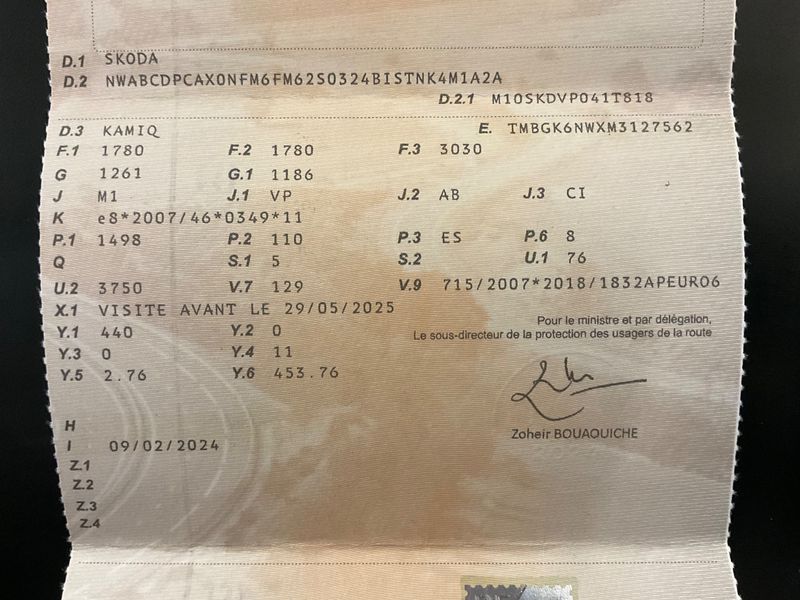 D.1 SKODA
D.2 NWABCDPCAX0NFM6FM62S0324BISTNK4M1A2A
D.2.1 M10SKDVP041T818
D.3 KAMIQ E. TMBGK6NWXM3127562
F.1 1780 F.2 1780 F.3 3030
G 1261 G.1 1186
J M1 J.1 VP J.2 AB J.3 CI
K e8*2007/46*0349*11
P.1 1498 P.2 110 P.3 ES P.6 8
Q S.1 5 S.2 U.1 76
U.2 3750 V.7 129 V.9 715/2007*2018/1832APEURO6
X.1 VISITE AVANT LE 29/05/2025
Pour le ministre et par délégation,
Y.1 440 Y.2 0
Le sous-directeur de la protection des usagers de la route
Y.3 0 Y.4 11
Y.5 2.76 Y.6 453.76
Zoheir BOUAOUICHE
H
I 09/02/2024
Z.1
Z.2
Z.3
Z.4